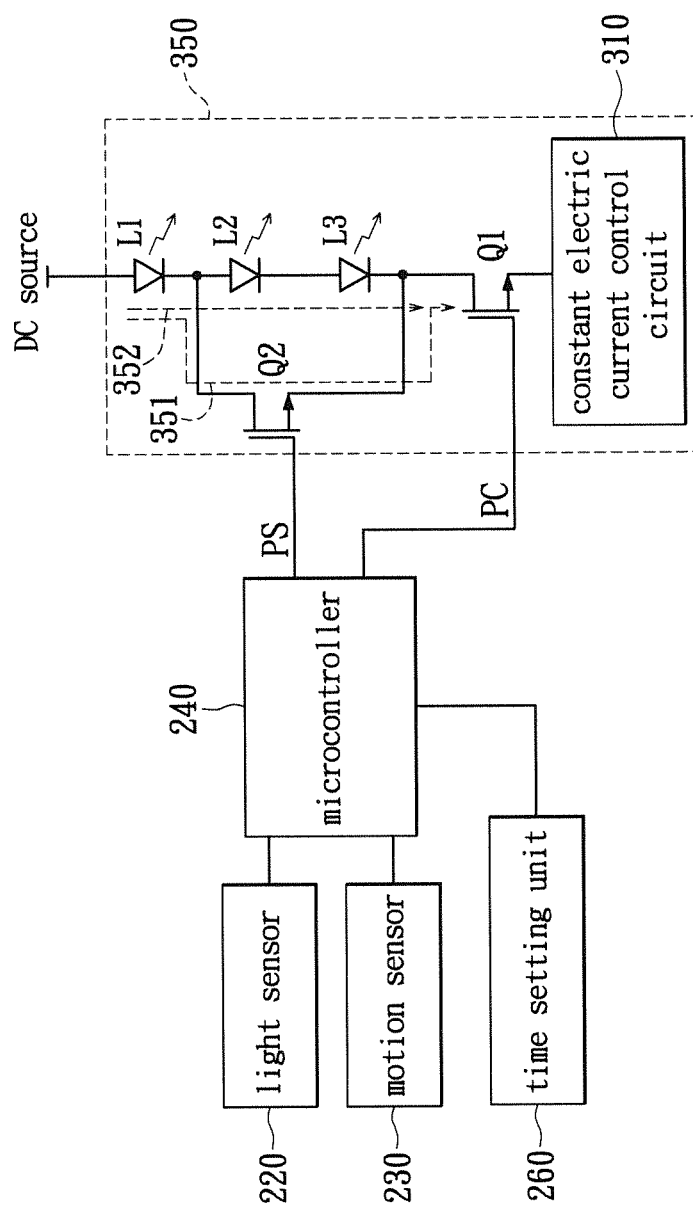 DC source
350
L1
L2
L3
352
351
Q2
Q1
310
constant electric
current control
circuit
PS
PC
240
microcontroller
220
light sensor
230
motion sensor
260
time setting unit